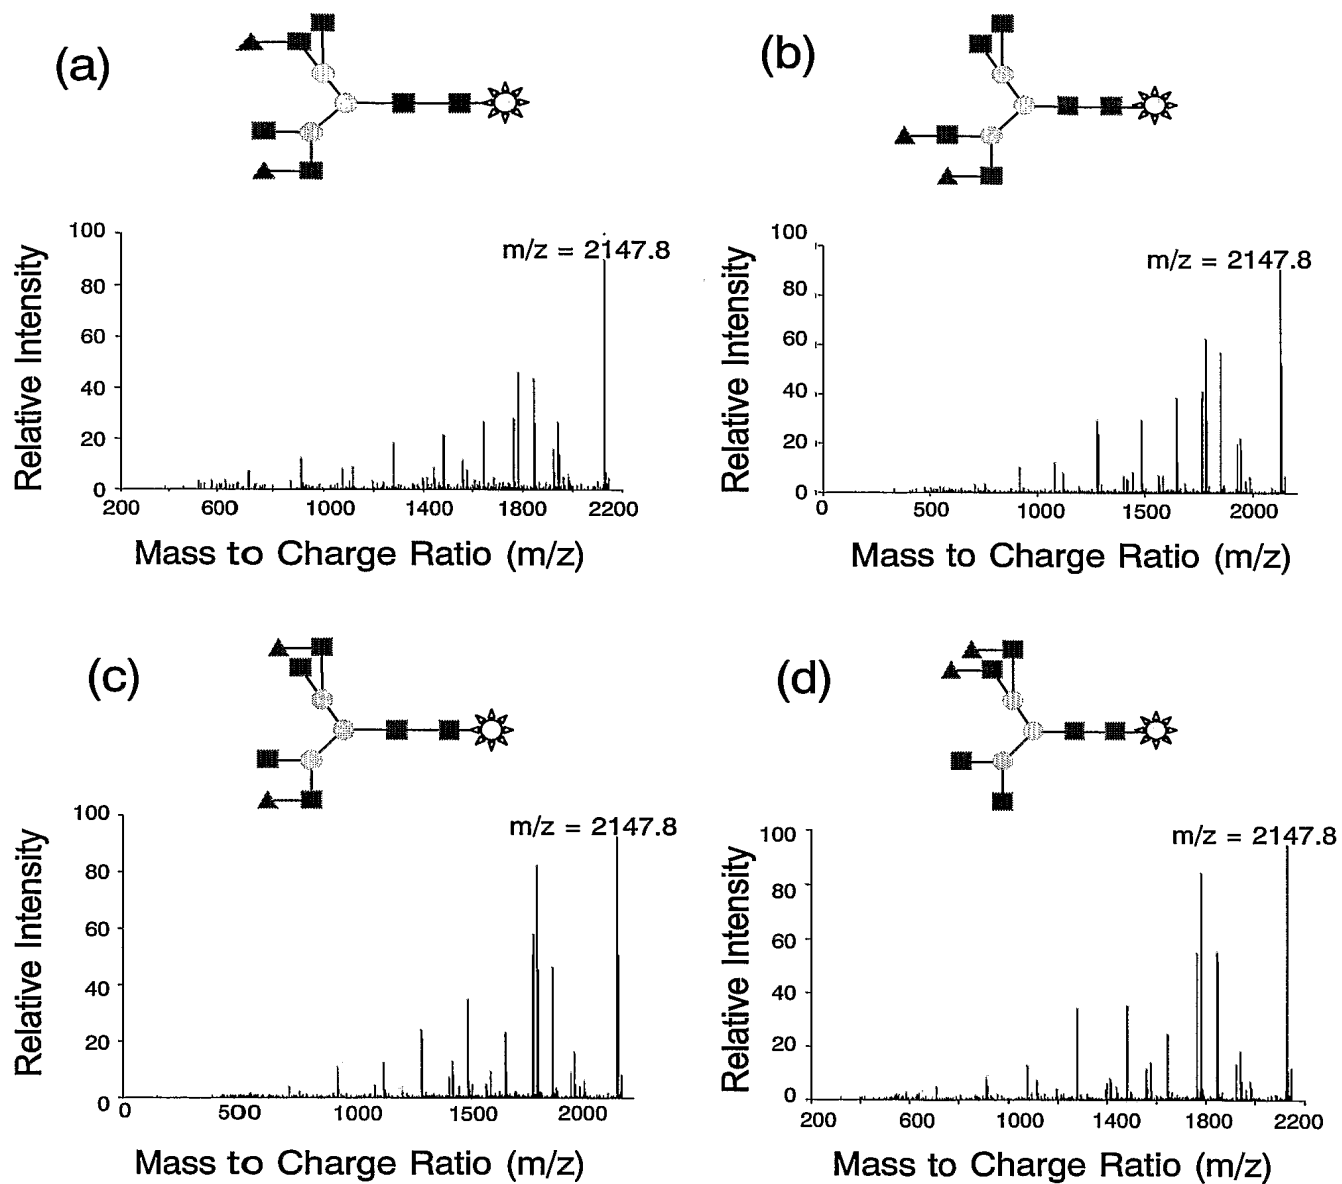 (a)
m/z = 2147.8
Relative Intensity
100
80
60
40
20
0
200
600
1000
1400
1800
2200
Mass to Charge Ratio (m/z)
(b)
m/z = 2147.8
Relative Intensity
100
80
60
40
20
0
0
500
1000
1500
2000
Mass to Charge Ratio (m/z)
(c)
m/z = 2147.8
Relative Intensity
100
80
60
40
20
0
0
500
1000
1500
2000
Mass to Charge Ratio (m/z)
(d)
m/z = 2147.8
Relative Intensity
100
80
60
40
20
0
200
600
1000
1400
1800
2200
Mass to Charge Ratio (m/z)